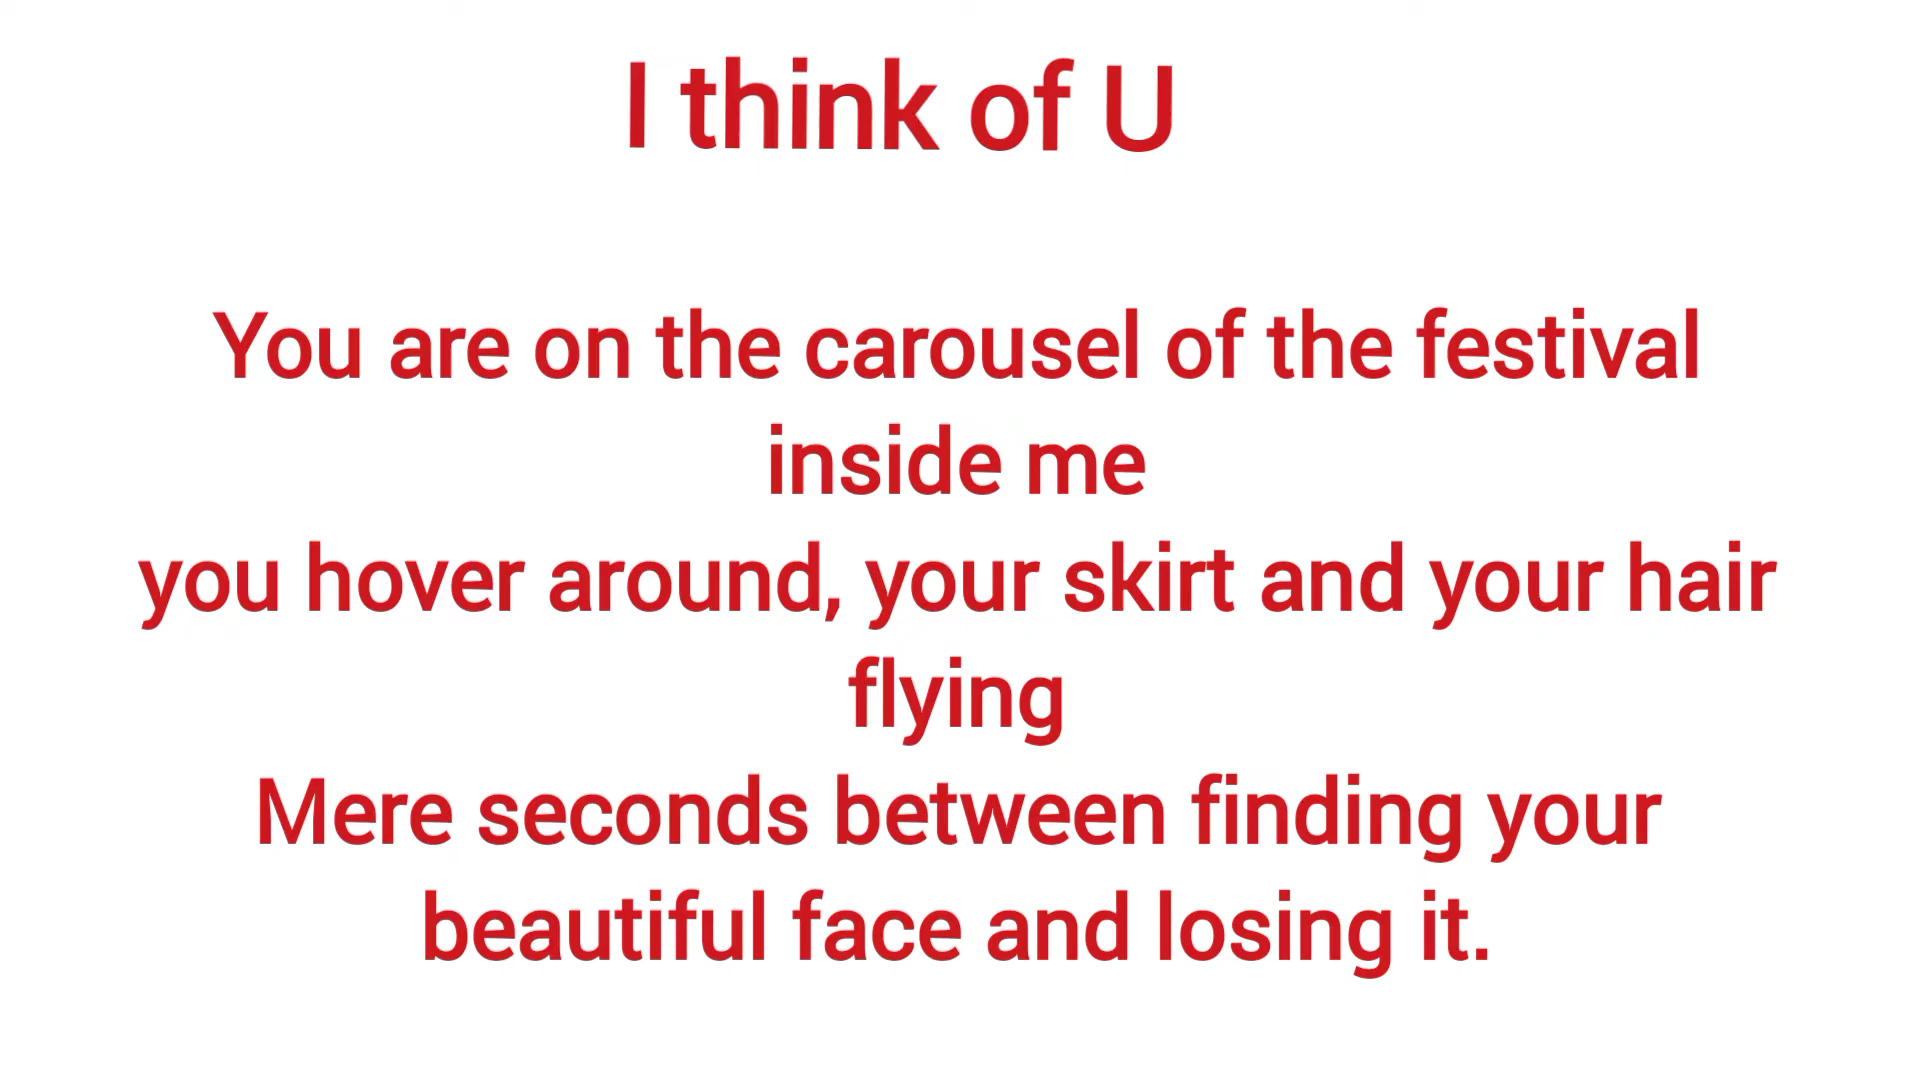 I think of U
You are on the carousel of the festival
inside me
you hover around, your skirt and your hair
flying
Mere seconds between finding your
beautiful face and losing it.